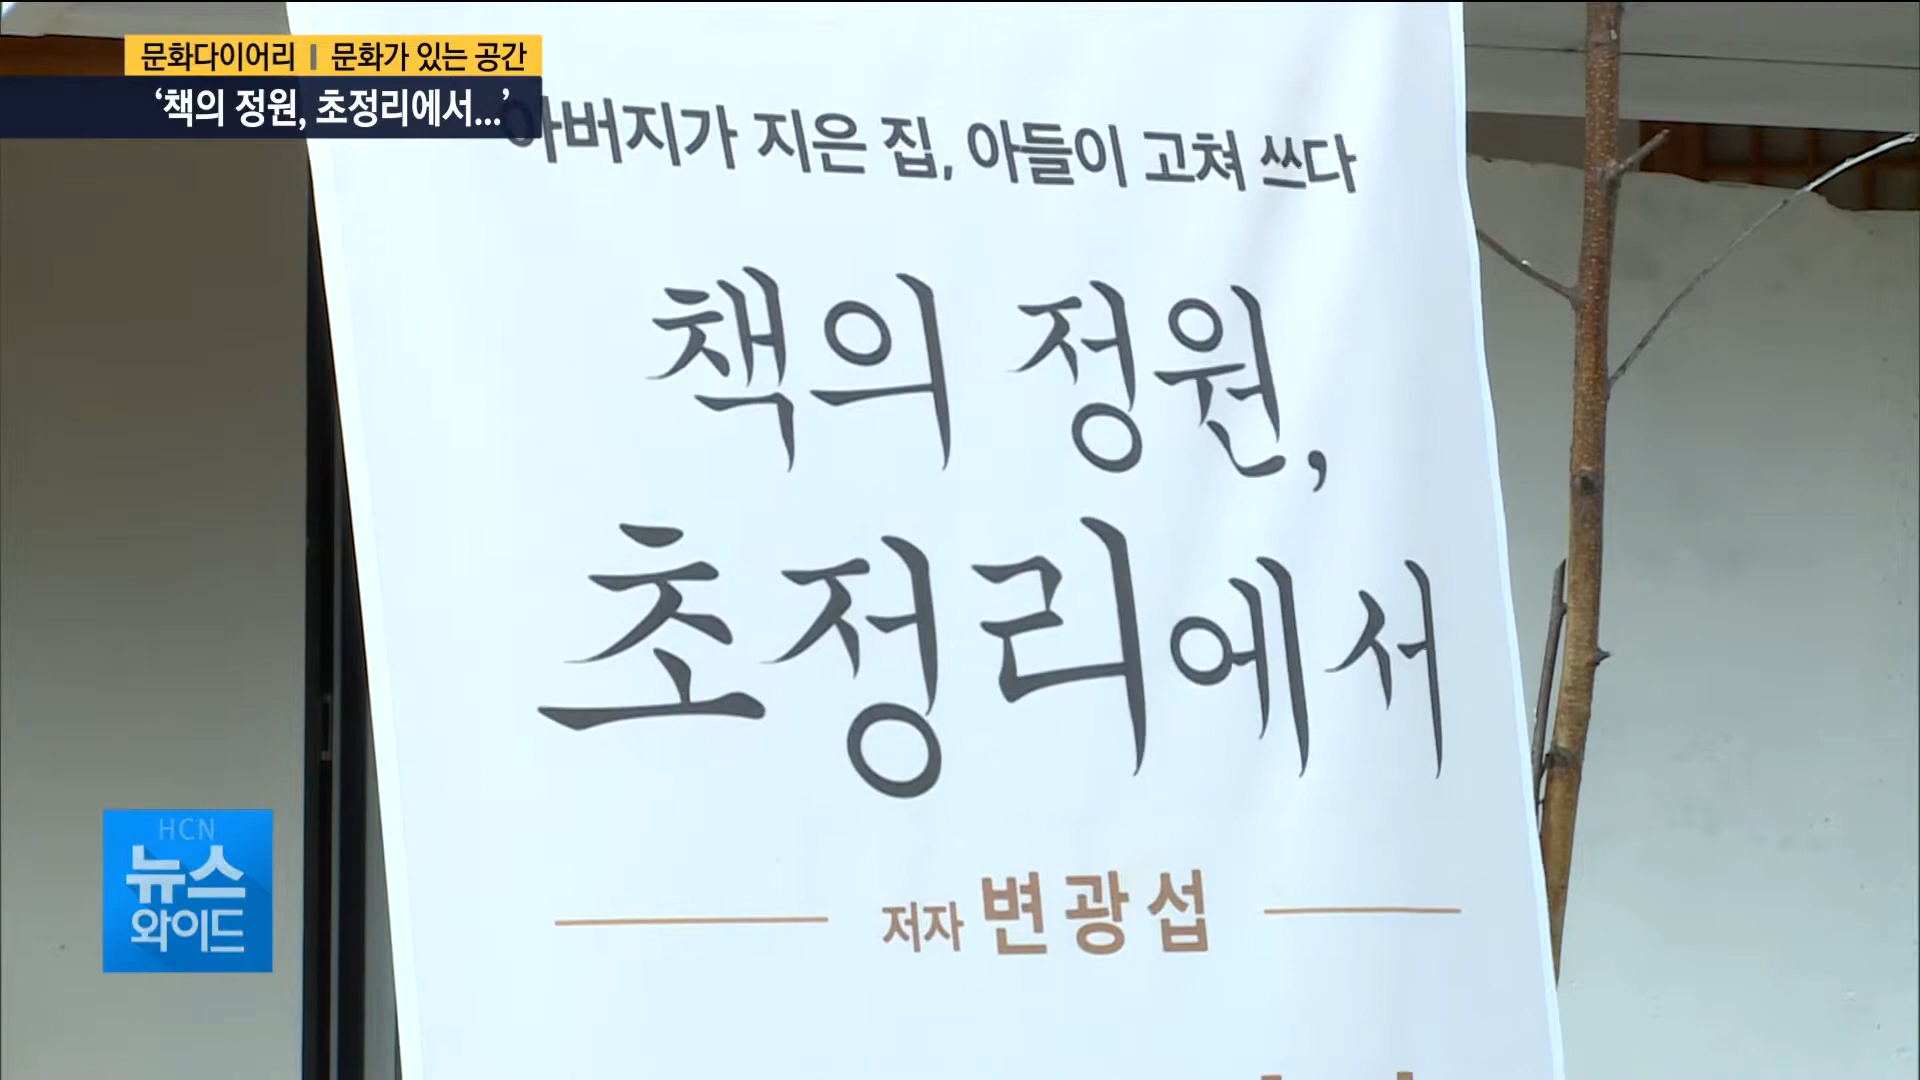 문화다이어리 | 문화가 있는 공간
‘책의 정원, 초정리에서...’
아버지가 지은 집, 아들이 고쳐 쓰다
책의 정원,
초정리에서
저자 변광섭
HCN
뉴스
와이드